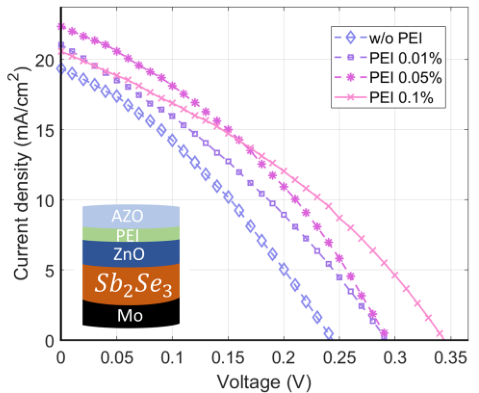 Current density (mA/cm²)
20
15
10
5
0
0
0.05
0.1
0.15
0.2
0.25
0.3
0.35
Voltage (V)
w/o PEI
PEI 0.01%
PEI 0.05%
PEI 0.1%
AZO
PEI
ZnO
Sb₂Se₃
Mo